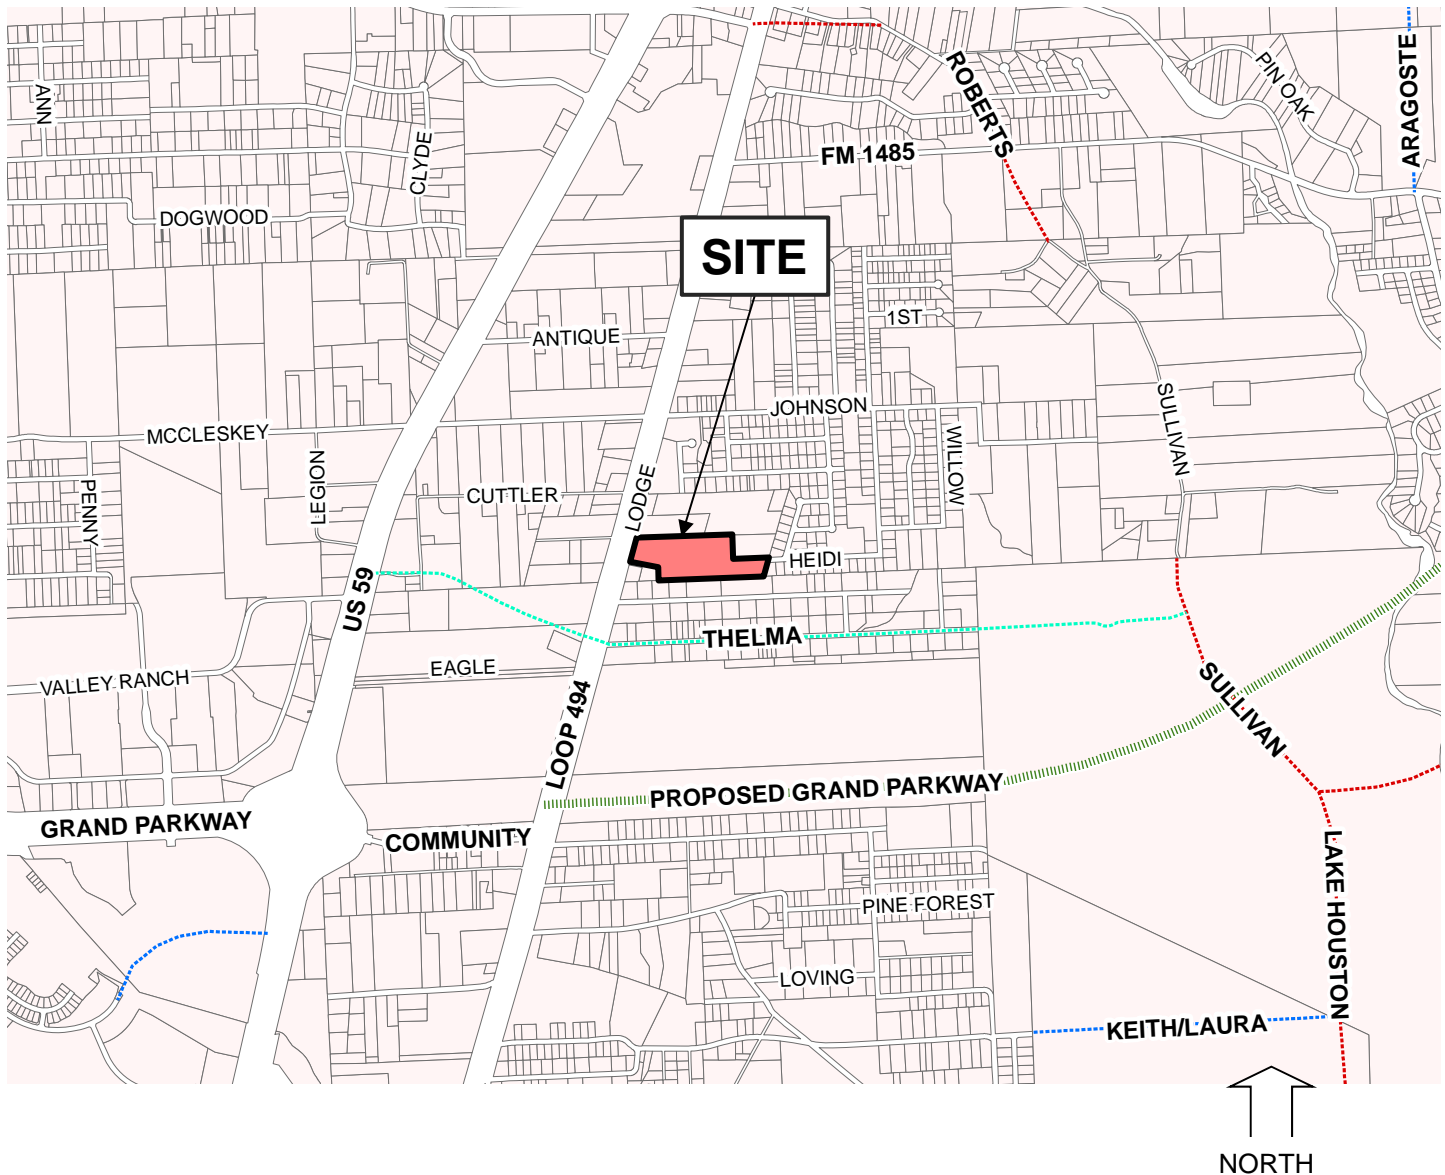 ROBERTS
ANN
PIN OAK
ARAGOSTE
CLYDE
FM 1485
DOGWOOD
SITE
1ST
ANTIQUE
JOHNSON
MCCLESKEY
SULLIVAN
WILLOW
LEGION
PENNY
CUTTLER
LODGE
HEIDI
US 59
THELMA
EAGLE
VALLEY RANCH
SULLIVAN
LOOP 494
PROPOSED GRAND PARKWAY
GRAND PARKWAY
COMMUNITY
LAKE HOUSTON
PINE FOREST
LOVING
KEITH/LAURA
NORTH